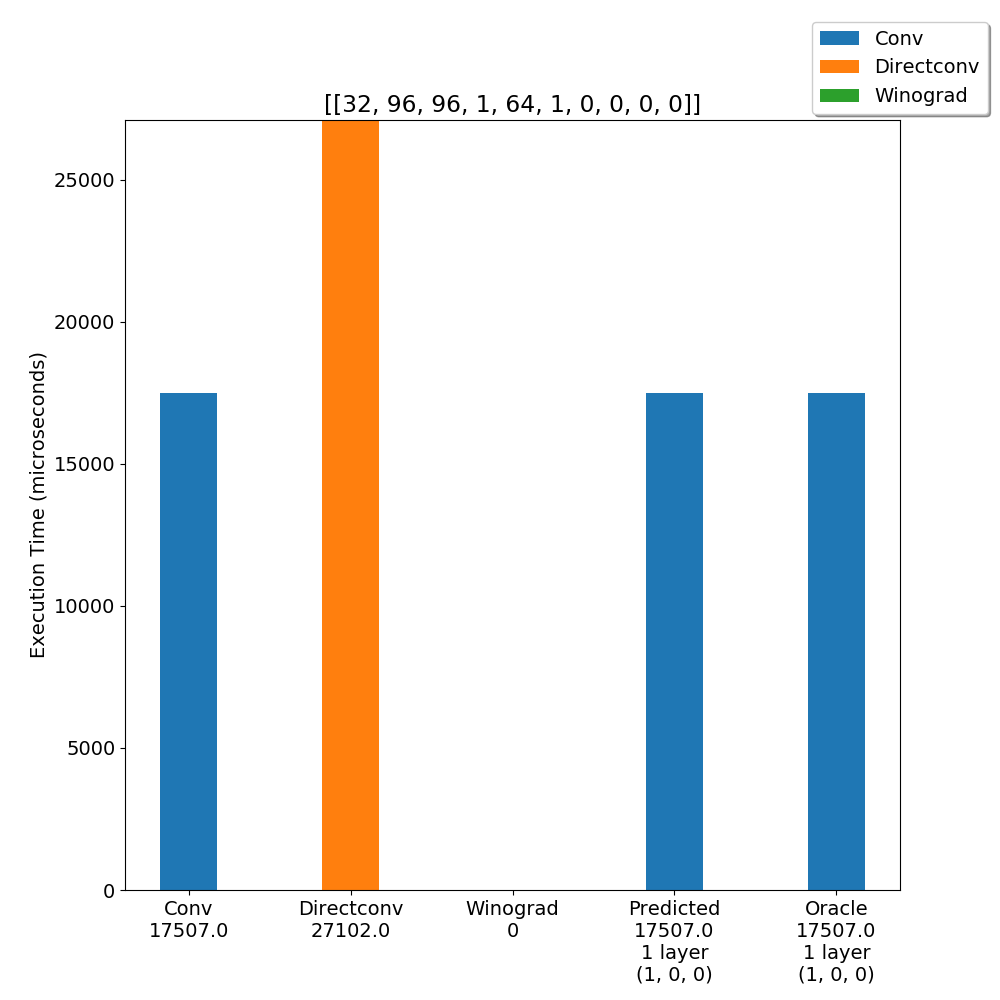 Conv
Directconv
Winograd
[[32, 96, 96, 1, 64, 1, 0, 0, 0, 0]]
Execution Time (microseconds)
25000
20000
15000
10000
5000
0
Conv
17507.0
Directconv
27102.0
Winograd
0
Predicted
17507.0
1 layer
(1, 0, 0)
Oracle
17507.0
1 layer
(1, 0, 0)